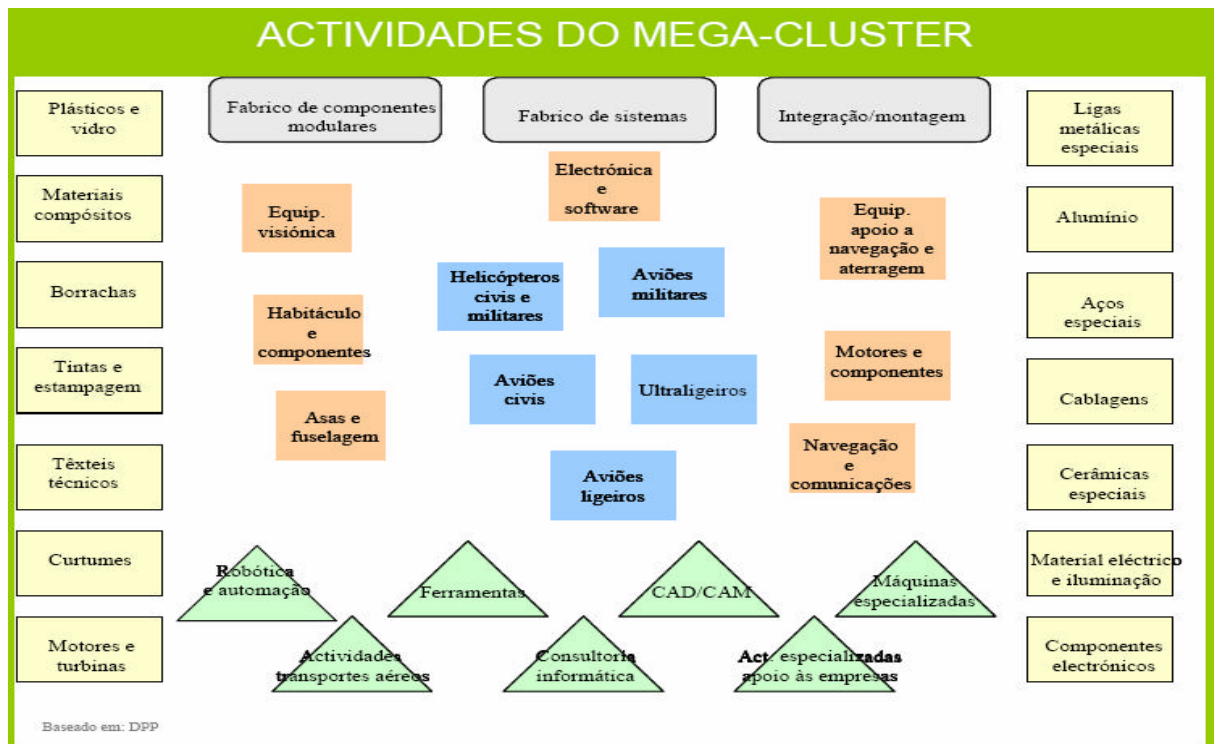 ACTIVIDADES DO MEGA-CLUSTER
Plásticos e
vidro
Materiais
compósitos
Borrachas
Tintas e
estampagem
Têxteis
técnicos
Curtumes
Motores e
turbinas
Fabrico de componentes
modulares
Fabrico de sistemas
Integração/montagem
Electrónica
e
software
Equip.
visiónica
Equip.
apoio a
navegação e
aterragem
Helicópteros
civis e
militares
Aviões
militares
Habitáculo
e
componentes
Motores e
componentes
Aviões
civis
Ultraligeiros
Asas e
fuselagem
Navegação
e
comunicações
Aviões
ligeiros
Robótica
e automação
Ferramentas
CAD/CAM
Máquinas
especializadas
Actividades
transportes aéreos
Consultoria
informática
Act. especializadas
apoio às empresas
Ligas
metálicas
especiais
Alumínio
Aços
especiais
Cablagens
Cerâmicas
especiais
Material eléctrico
e iluminação
Componentes
electrónicos
Baseado em: DPP